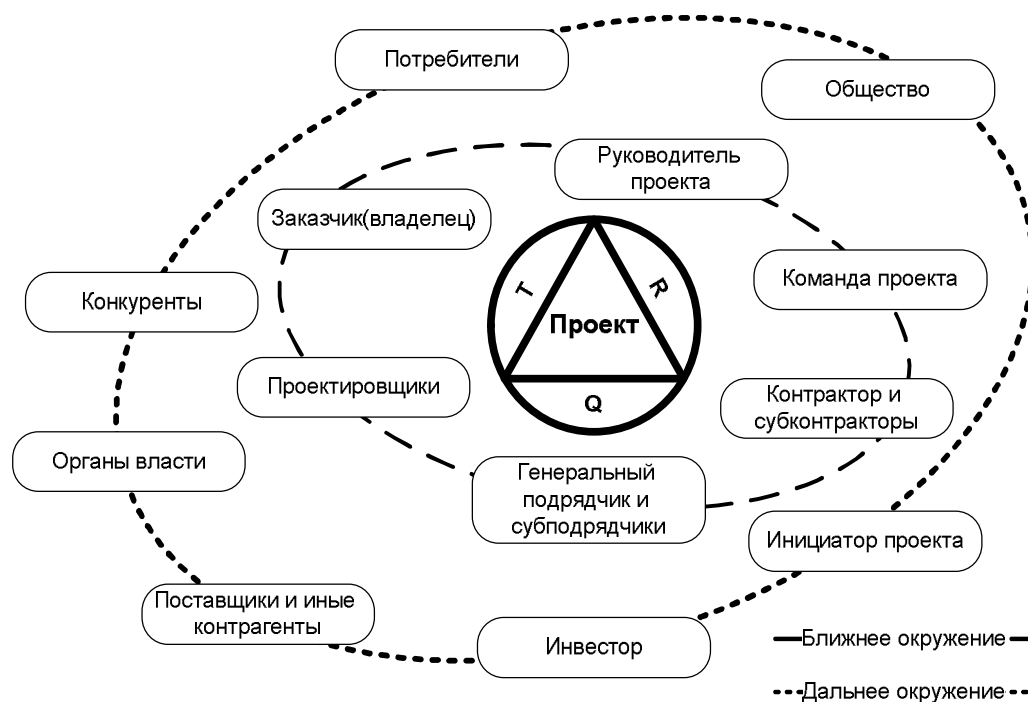 Потребители
Общество
Руководитель
проекта
Заказчик(владелец)
Команда проекта
Конкуренты
T
R
Проект
Q
Проектировщики
Контрактор и
субконтракторы
Органы власти
Генеральный
подрядчик и
субподрядчики
Инициатор проекта
Поставщики и иные
контрагенты
Инвестор
Ближнее окружение
Дальнее окружение